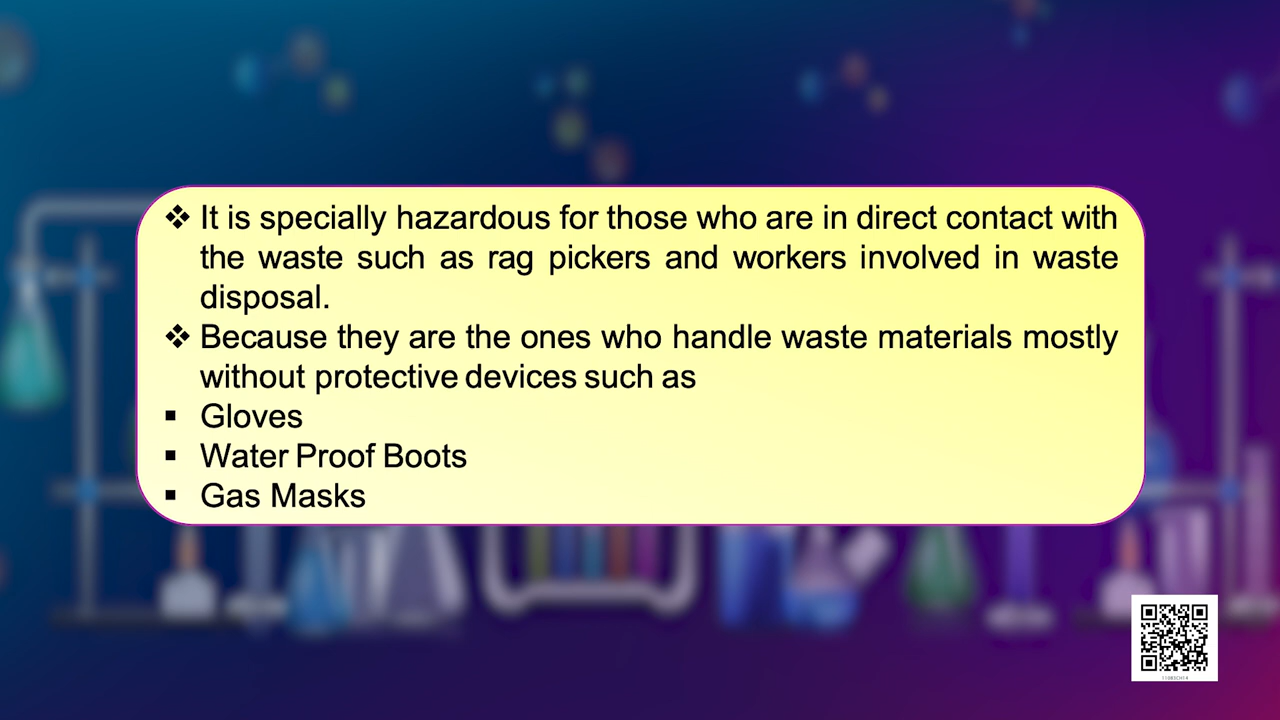 ❖ It is specially hazardous for those who are in direct contact with
the waste such as rag pickers and workers involved in waste
disposal.
❖ Because they are the ones who handle waste materials mostly
without protective devices such as
▪ Gloves
▪ Water Proof Boots
▪ Gas Masks